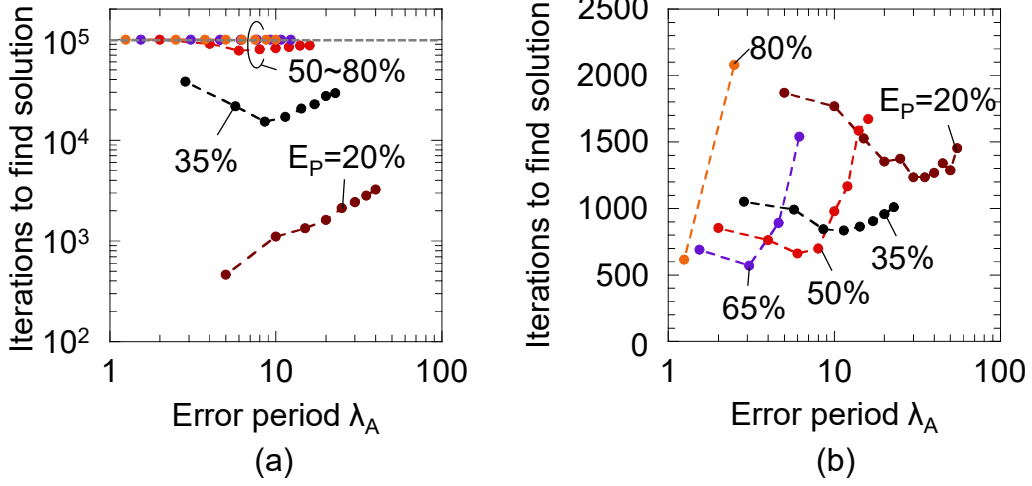 Iterations to find solution
10^5
10^4
10^3
10^2
50~80%
35%
E_P=20%
1
10
100
Error period λ_A
(a)
Iterations to find solution
2500
2000
1500
1000
500
0
80%
E_P=20%
35%
50%
65%
1
10
100
Error period λ_A
(b)